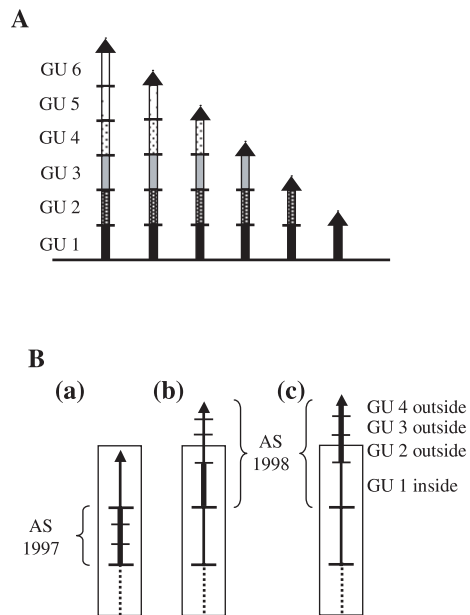 A
GU 6
GU 5
GU 4
GU 3
GU 2
GU 1
B
(a)
(b)
(c)
AS
1997
AS
1998
GU 4 outside
GU 3 outside
GU 2 outside
GU 1 inside